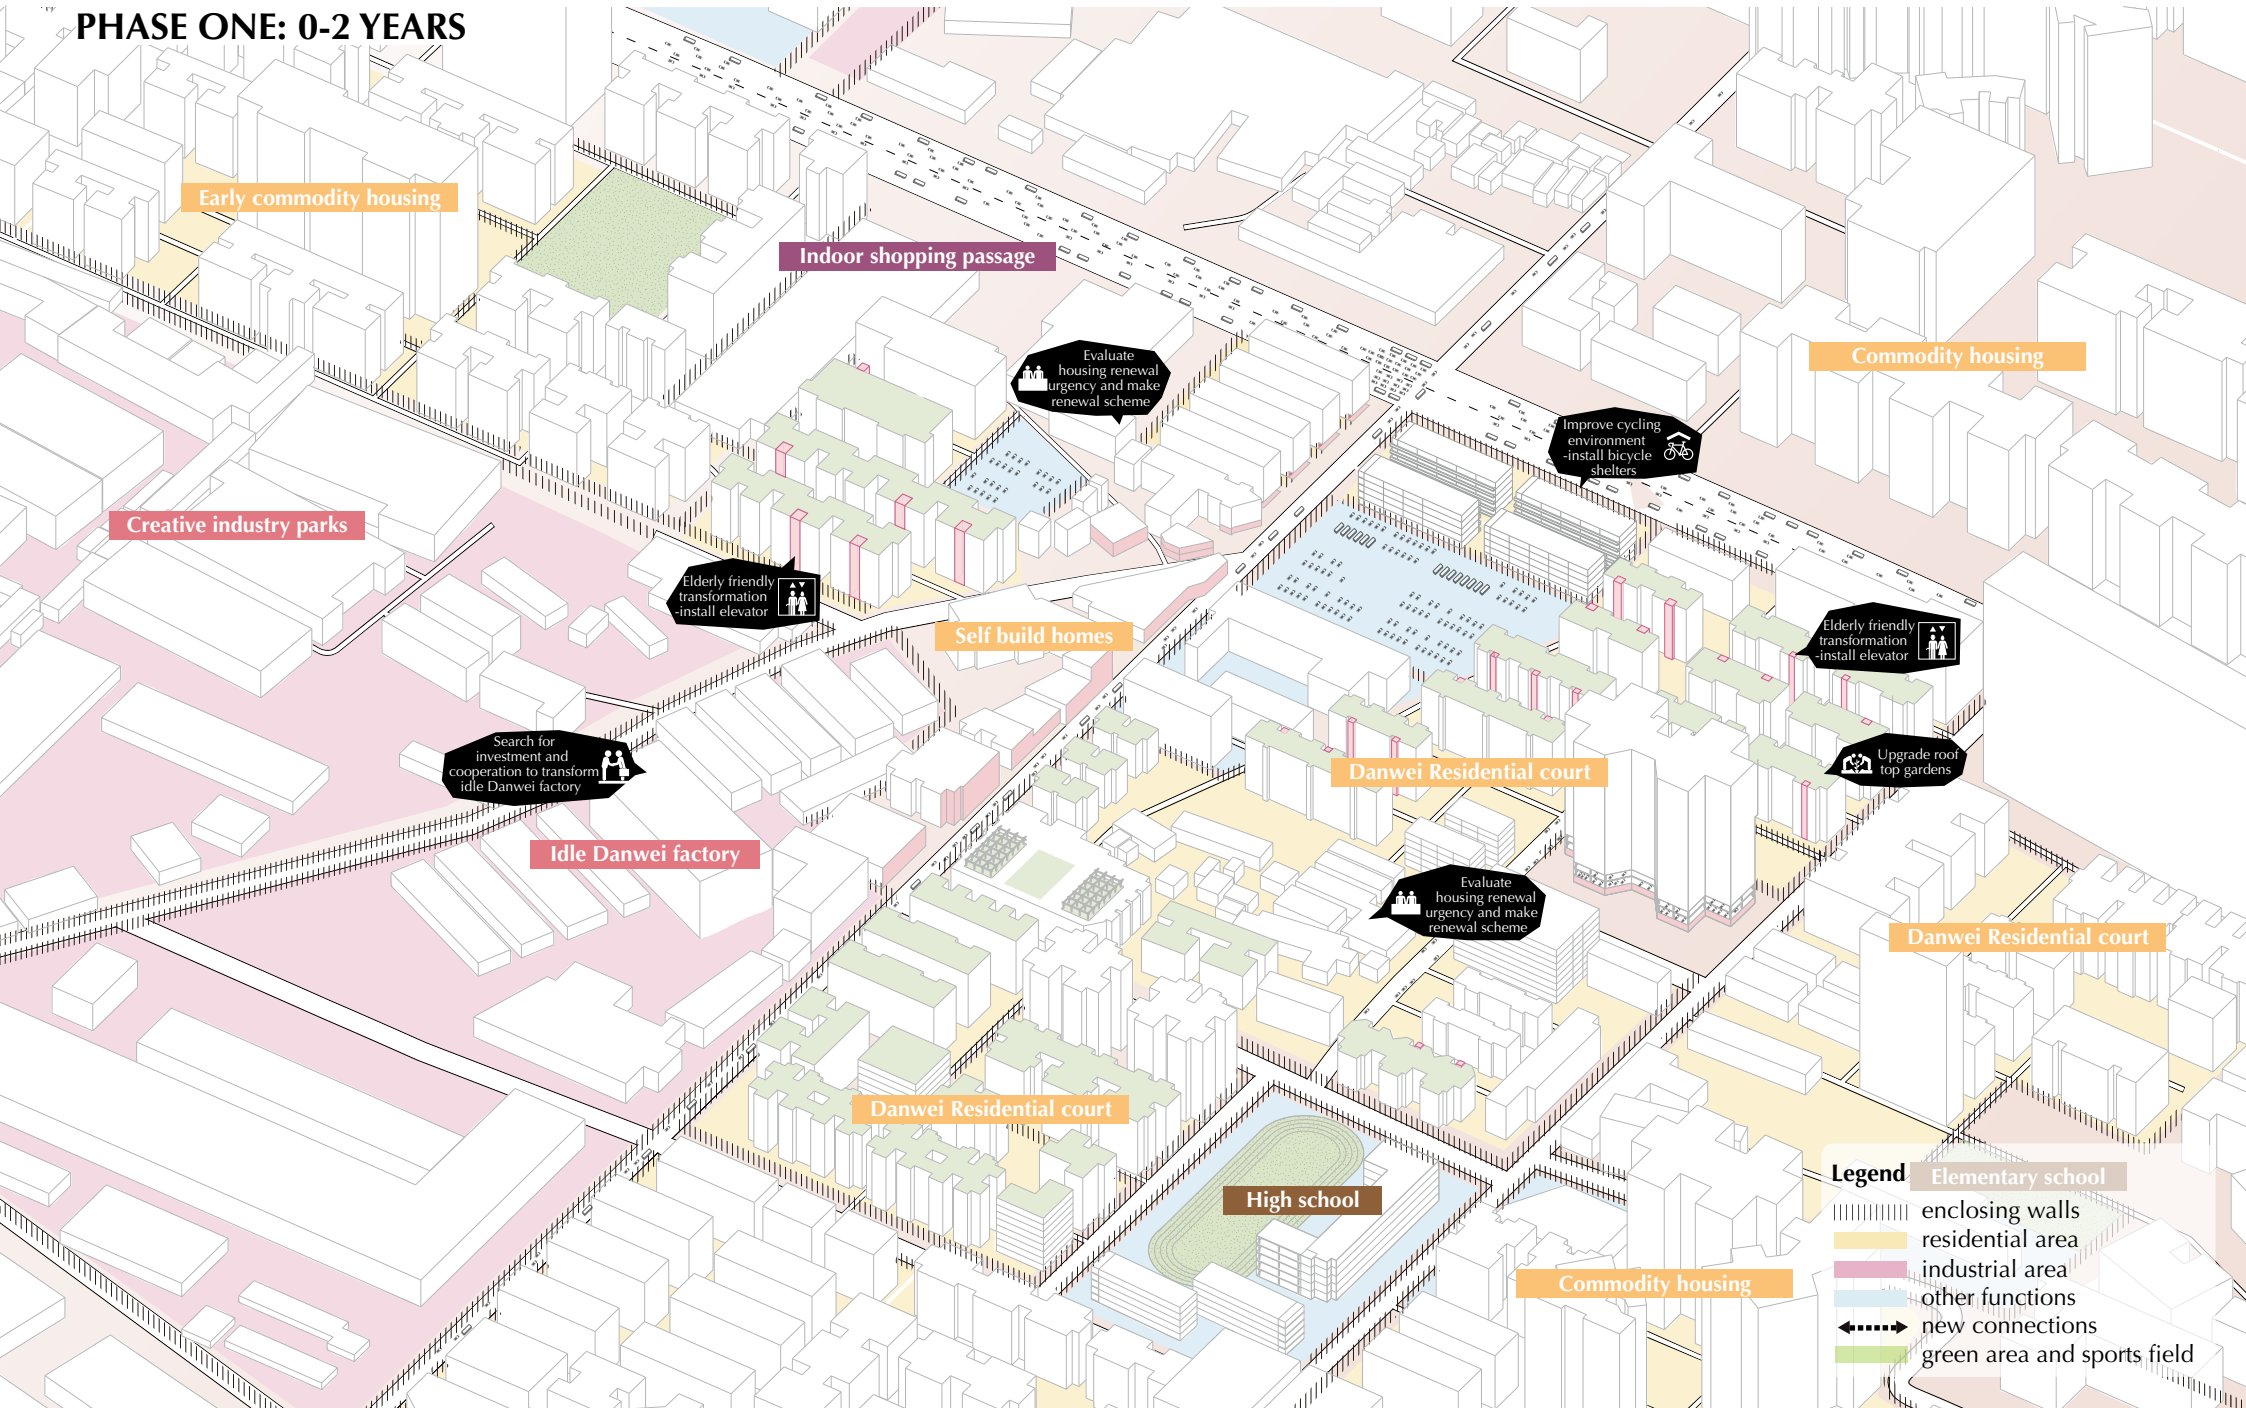 PHASE ONE: 0-2 YEARS
Early commodity housing
Indoor shopping passage
Evaluate
housing renewal
urgency and make
renewal scheme
Commodity housing
Improve cycling
environment
-install bicycle
shelters
Creative industry parks
Elderly friendly
transformation
-install elevator
Self build homes
Elderly friendly
transformation
-install elevator
Search for
investment and
cooperation to transform
idle Danwei factory
Danwei Residential court
Upgrade roof
top gardens
Idle Danwei factory
Evaluate
housing renewal
urgency and make
renewal scheme
Danwei Residential court
Danwei Residential court
High school
Commodity housing
Legend
Elementary school
enclosing walls
residential area
industrial area
other functions
new connections
green area and sports field